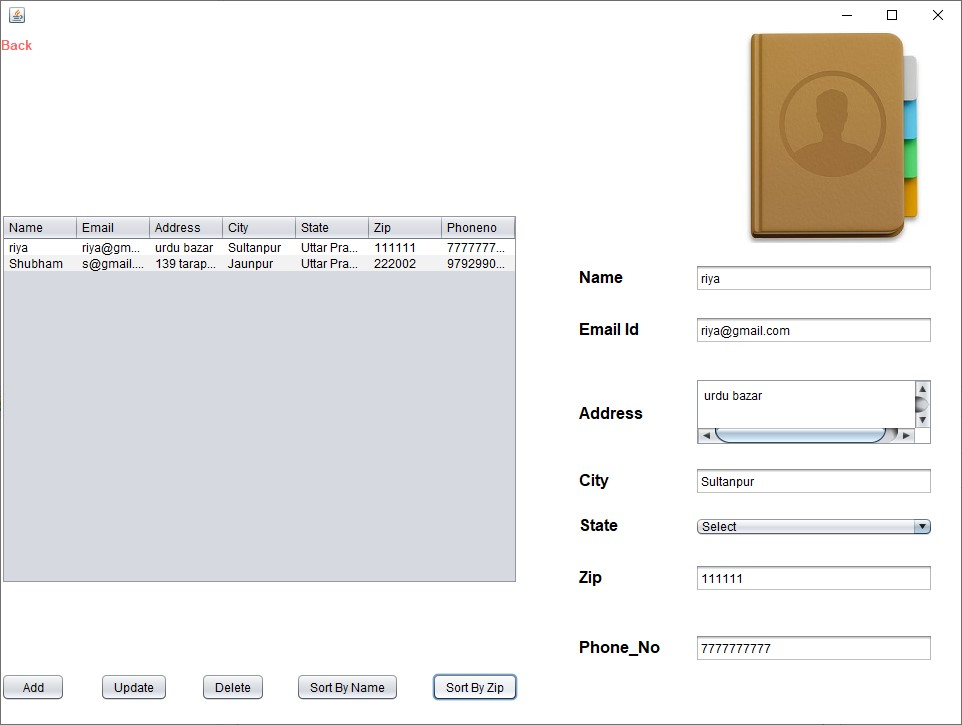 Back
Name Email Address City State Zip Phoneno
riya riya@gm... urdu bazar Sultanpur Uttar Pra... 111111 7777777...
Shubham s@gmail.... 139 tarap... Jaunpur Uttar Pra... 222002 9792990...
Name riya
Email Id riya@gmail.com
Address urdu bazar
City Sultanpur
State Select
Zip 111111
Phone_No 7777777777
Add Update Delete Sort By Name Sort By Zip